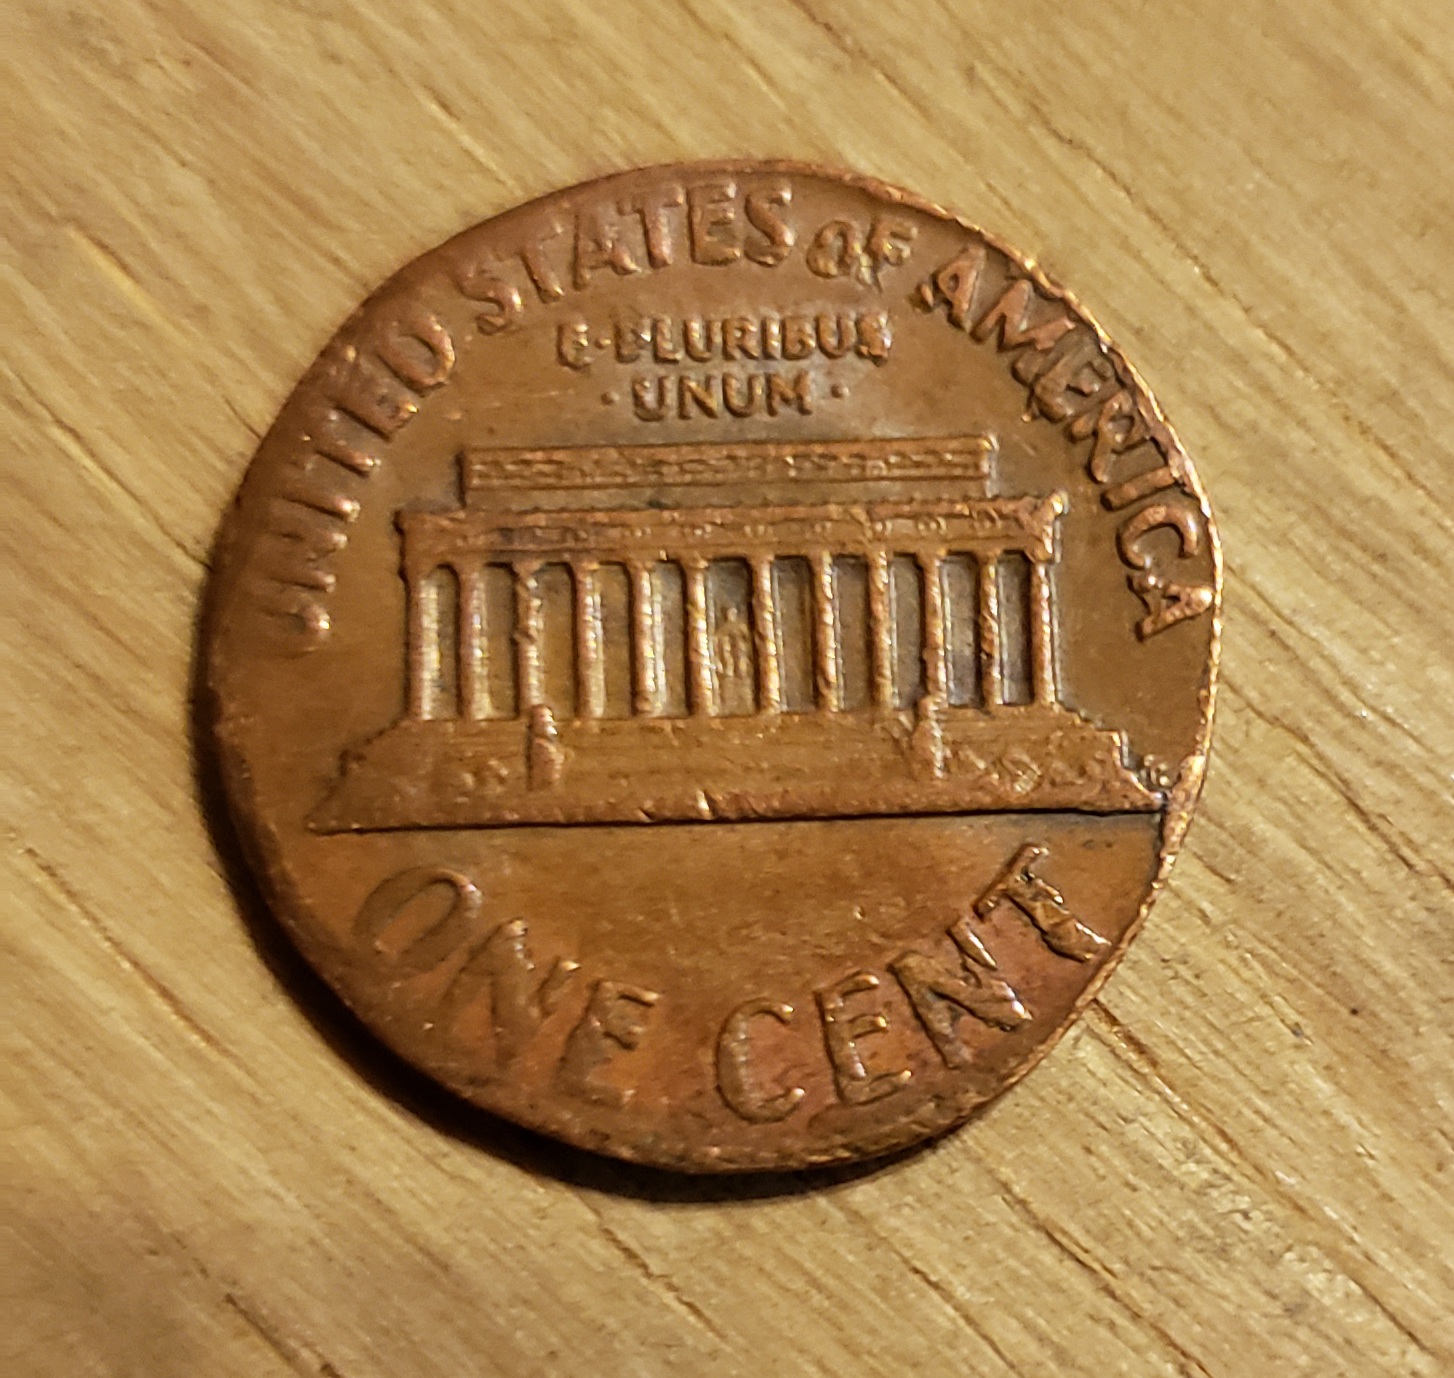 UNITED STATES OF AMERICA
E·PLURIBUS
·UNUM·
ONE CENT